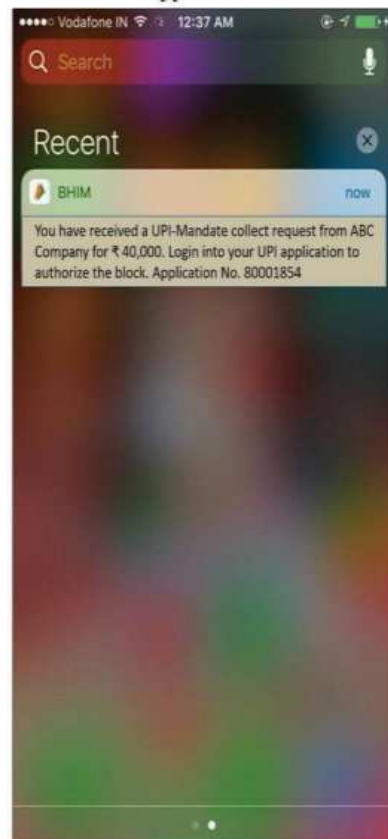 Vodafone IN 12:37 AM
Search
Recent
BHIM now
You have received a UPI-Mandate collect request from ABC
Company for ₹ 40,000. Login into your UPI application to
authorize the block. Application No. 80001854